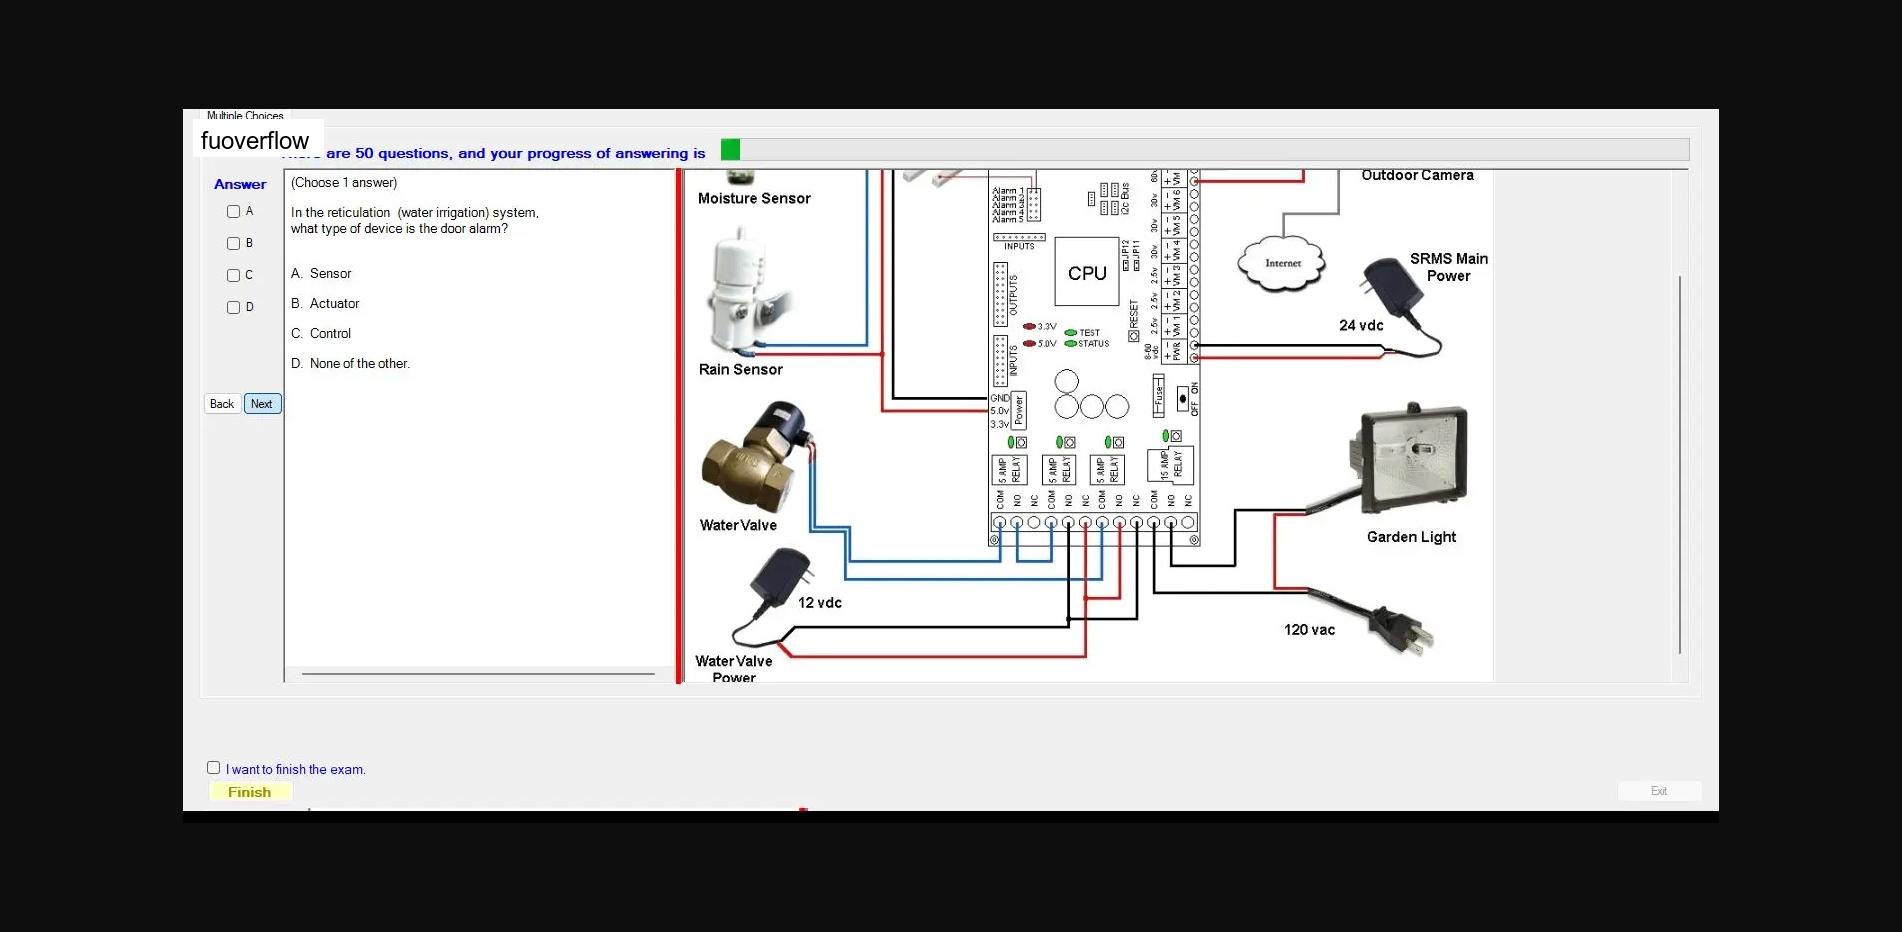 Multiple Choices
fuoverflow
are 50 questions, and your progress of answering is
Answer
A
B
C
D
Back
Next
(Choose 1 answer)
In the reticulation (water irrigation) system,
what type of device is the door alarm?
A. Sensor
B. Actuator
C. Control
D. None of the other.
Moisture Sensor
Rain Sensor
Water Valve
12 vdc
Water Valve
Power
Alarm 1
Alarm 2
Alarm 3
Alarm 4
Alarm 5
INPUTS
OUTPUTS
INPUTS
i2c Bus
CPU
JP12
JP11
RESET
3.3V
5.0V
TEST
STATUS
GND
5.0v
3.3v
Power
Fuse
ON
OFF
60v
- + VM
30v - + VM 6
30v - + VM 5
30v - + VM 4
2.5v - + VM 3
2.5v - + VM 2
2.5v - + VM 1
8-60 vdc - + PWR
5 AMP RELAY
5 AMP RELAY
5 AMP RELAY
15 AMP RELAY
COM NO NC COM NO NC COM NO NC COM NO NC
Outdoor Camera
Internet
SRMS Main
Power
24 vdc
Garden Light
120 vac
I want to finish the exam.
Finish
Exit